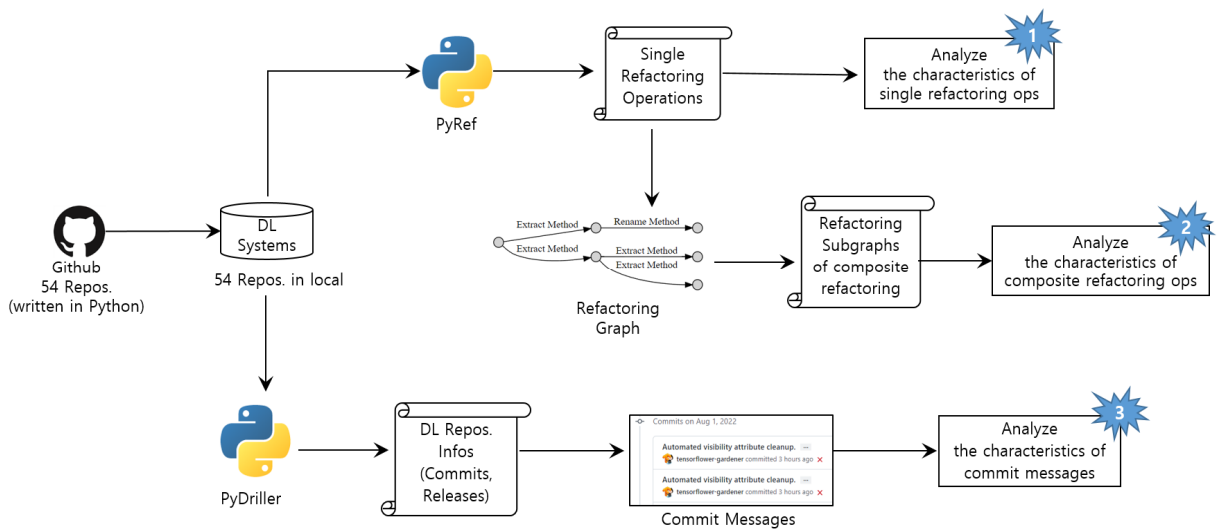 Github
54 Repos.
(written in Python)
DL
Systems
54 Repos. in local
PyRef
Single
Refactoring
Operations
Analyze
the characteristics of
single refactoring ops
1
Extract Method
Rename Method
Extract Method
Extract Method
Extract Method
Refactoring
Graph
Refactoring
Subgraphs
of composite
refactoring
Analyze
the characteristics of
composite refactoring ops
2
PyDriller
DL Repos.
Infos
(Commits,
Releases)
Commits on Aug 1, 2022
Automated visibility attribute cleanup. ...
tensorflower-gardener committed 3 hours ago ×
Automated visibility attribute cleanup. ...
tensorflower-gardener committed 3 hours ago ×
Commit Messages
Analyze
the characteristics of
commit messages
3